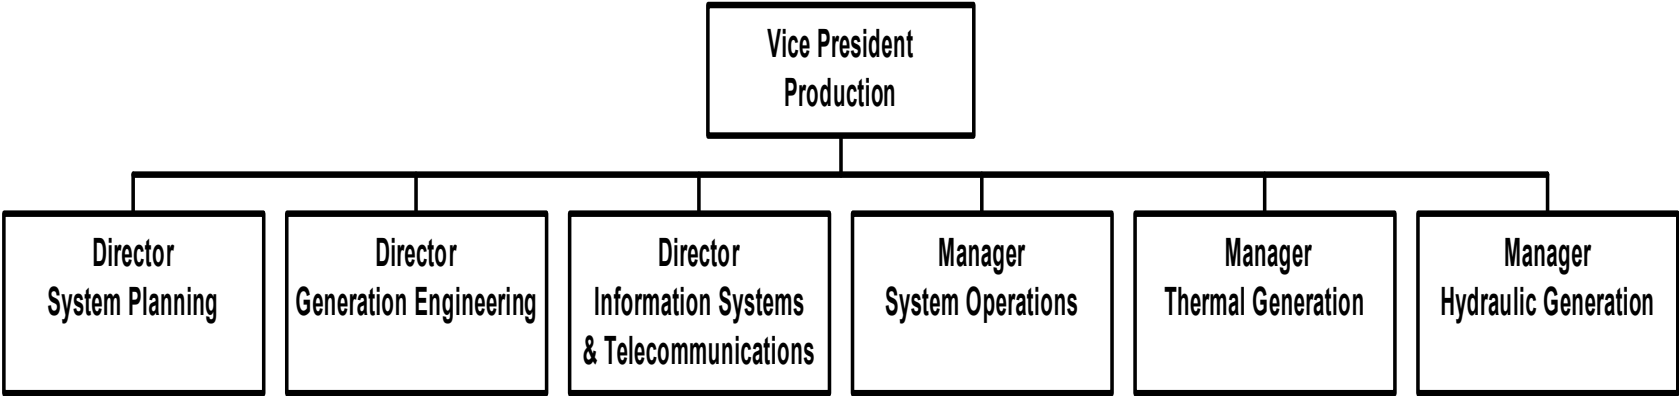 Vice President
Production
Director
System Planning
Director
Generation Engineering
Director
Information Systems
& Telecommunications
Manager
System Operations
Manager
Thermal Generation
Manager
Hydraulic Generation